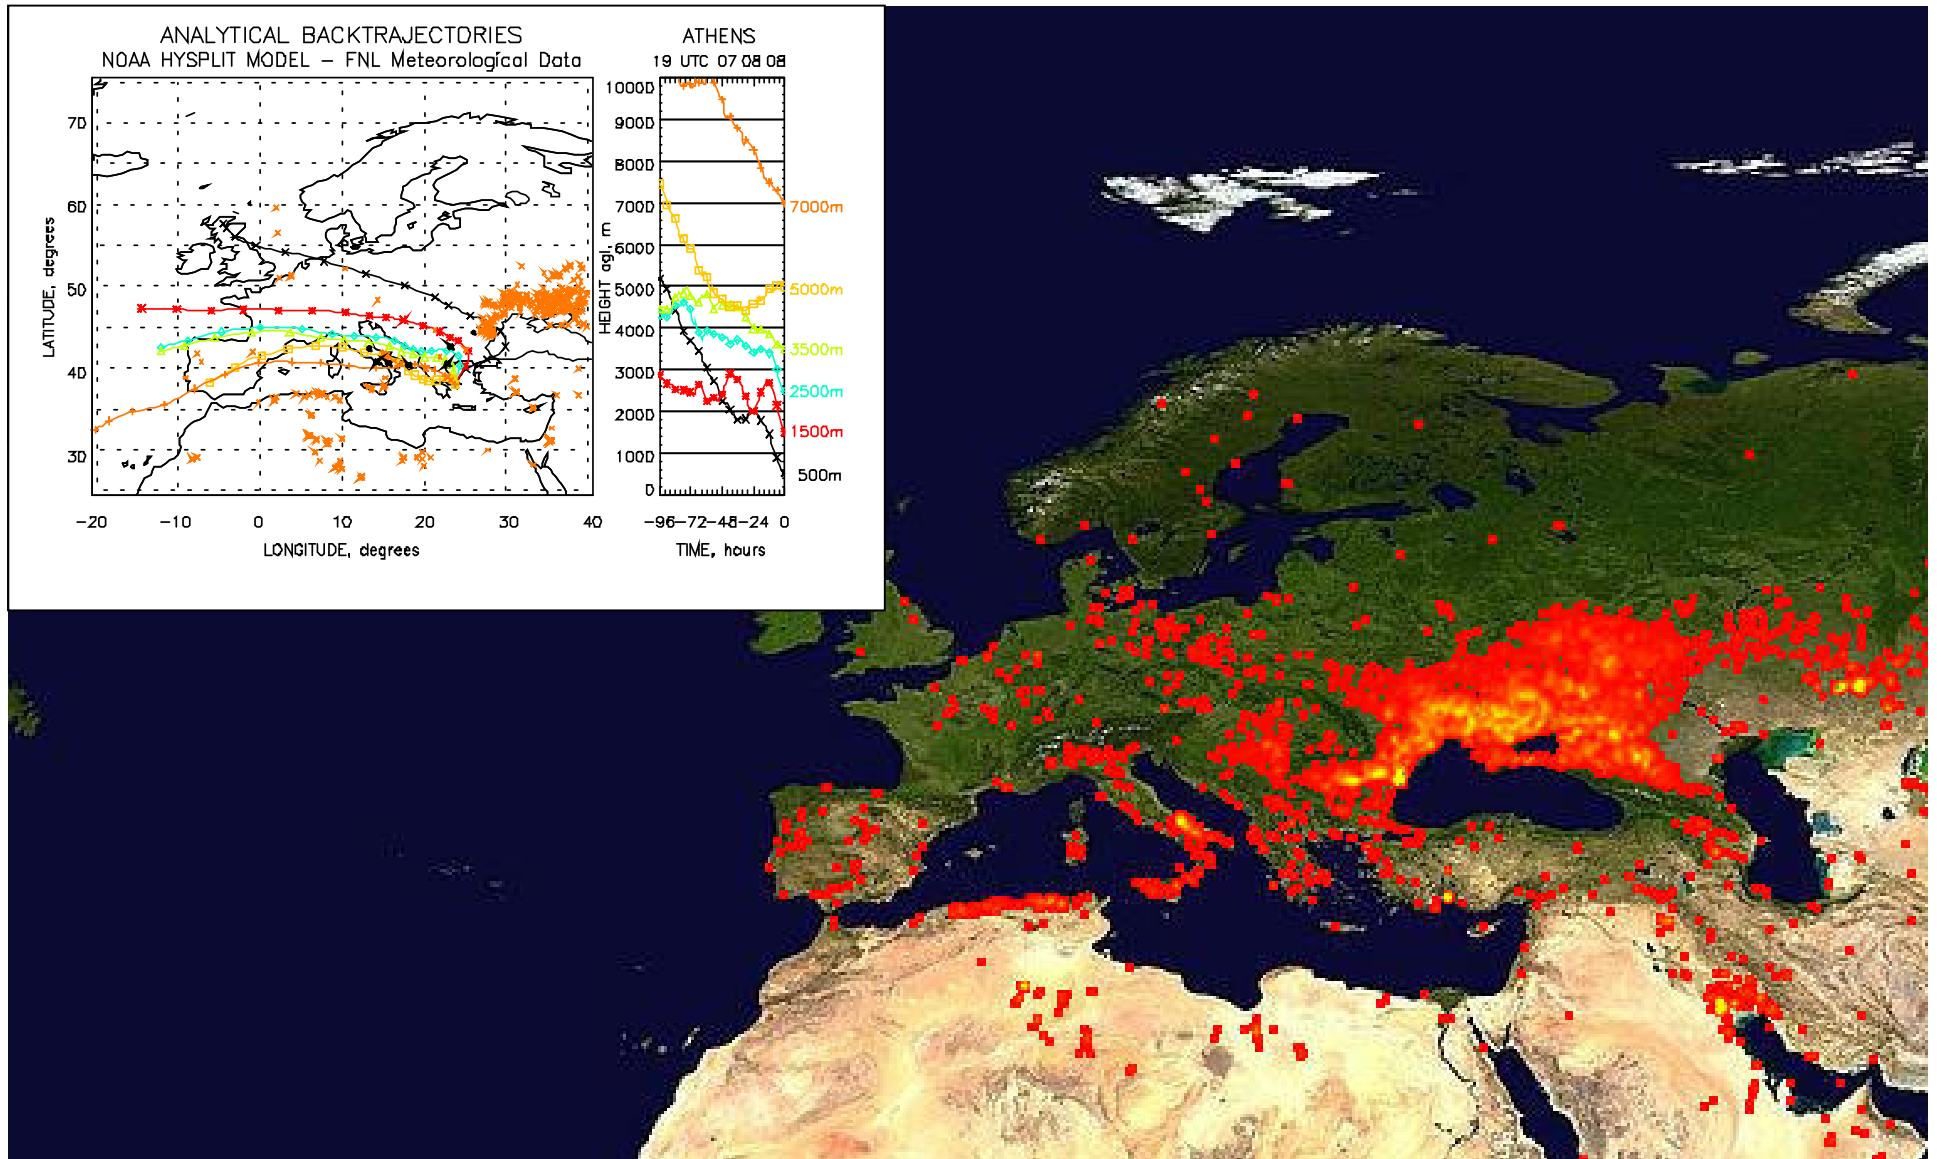 ANALYTICAL BACKTRAJECTORIES
NOAA HYSPLIT MODEL – FNL Meteorological Data
ATHENS
19 UTC 07 08 08
LATITUDE, degrees
70
60
50
40
30
-20 -10 0 10 20 30 40
LONGITUDE, degrees
HEIGHT agl, m
10000
9000
8000
7000
6000
5000
4000
3000
2000
1000
0
7000m
5000m
3500m
2500m
1500m
500m
-96-72-48-24 0
TIME, hours